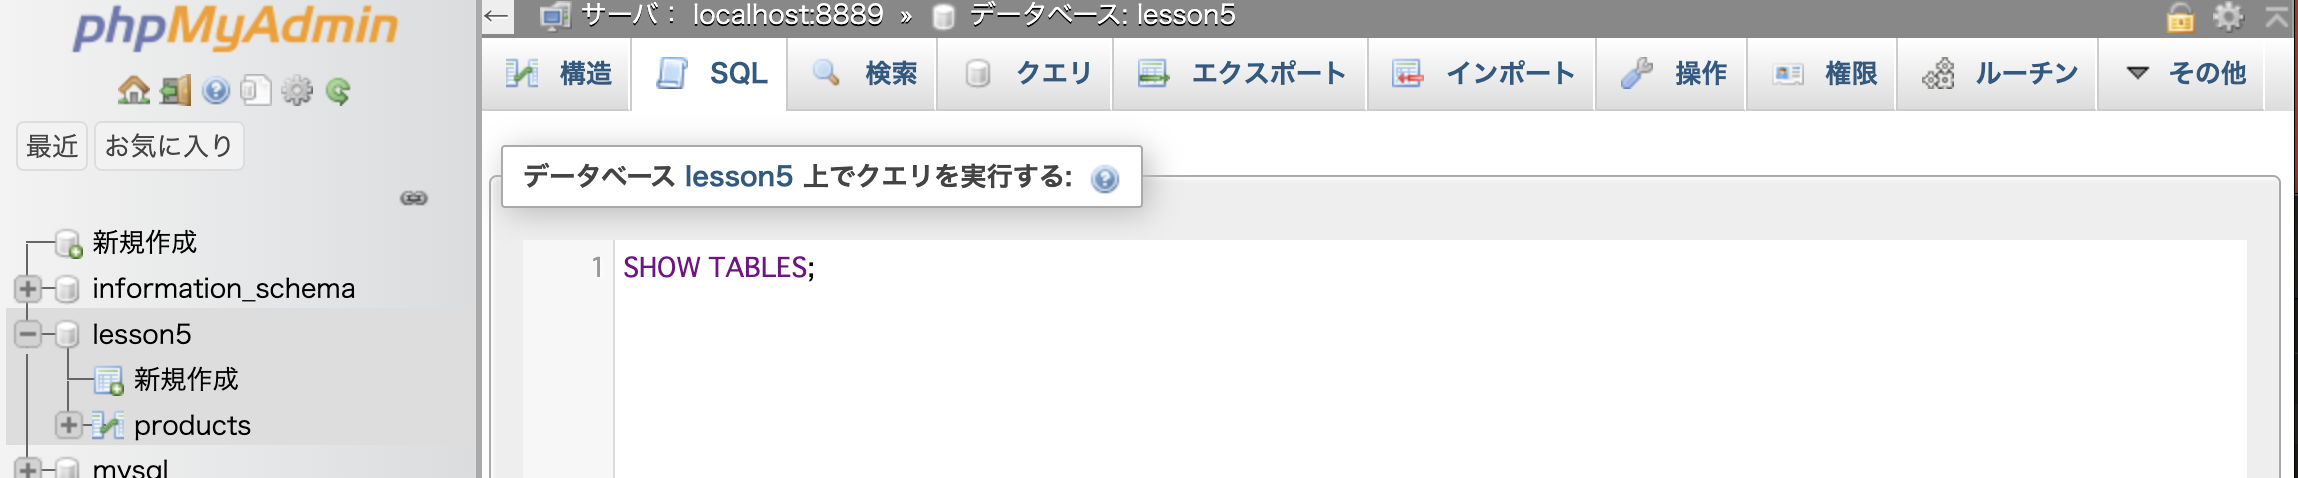 phpMyAdmin
最近 お気に入り
新規作成
information_schema
lesson5
新規作成
products
mysql
← サーバ： localhost:8889 » データベース: lesson5
構造 SQL 検索 クエリ エクスポート インポート 操作 権限 ルーチン その他
データベース lesson5 上でクエリを実行する:
1 SHOW TABLES;